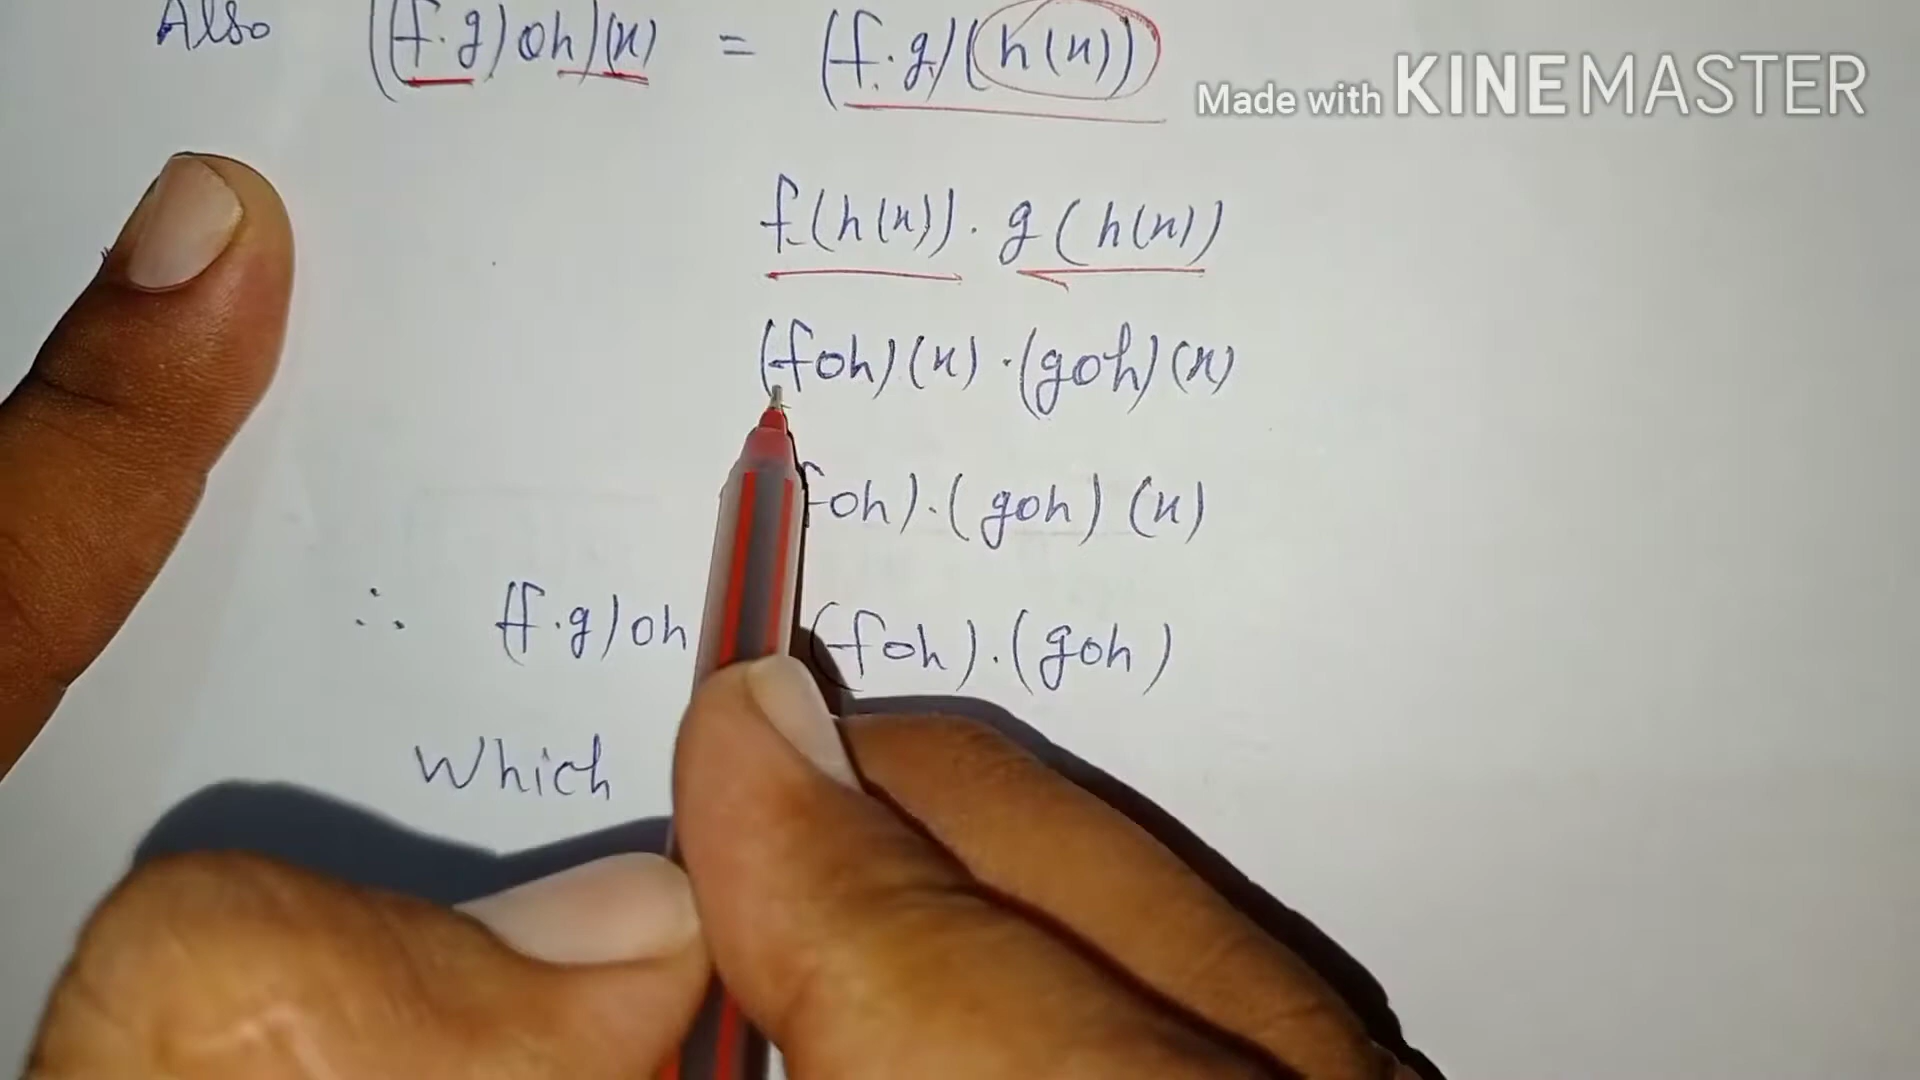 Also ((f.g)oh)(x) = (f.g)(h(x))
Made with KINEMASTER
f(h(x)) . g(h(x))
(foh)(x) . (goh)(x)
foh).(goh) (x)
∴ (f.g)oh (foh).(goh)
Which